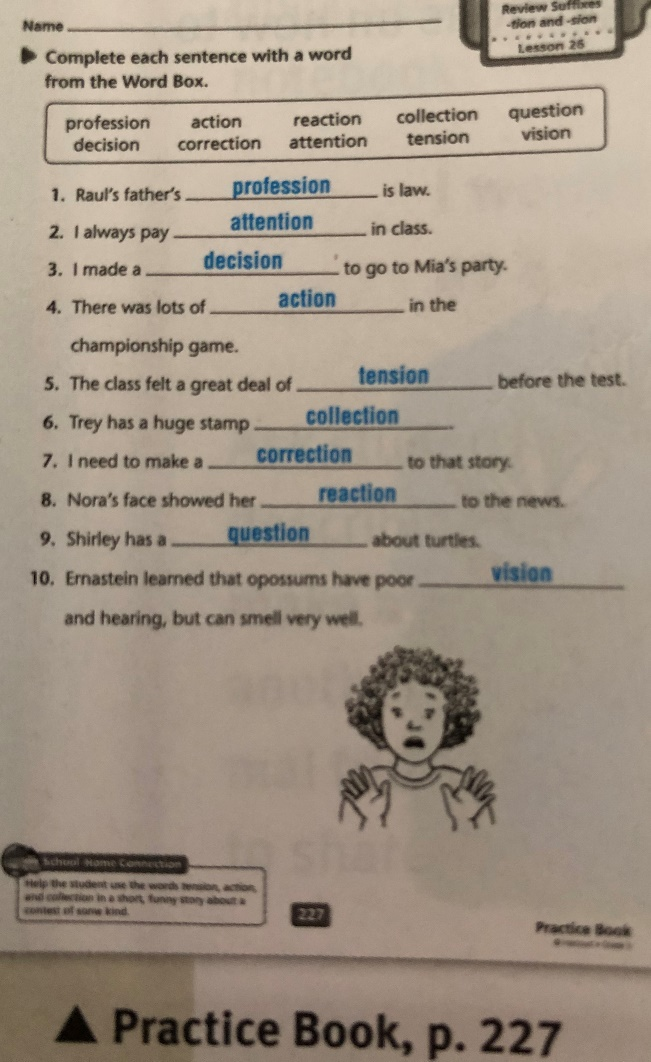 Name
Review Suffixes
-tion and -sion
Lesson 26
Complete each sentence with a word
from the Word Box.
profession action reaction collection question
decision correction attention tension vision
1. Raul's father's profession is law.
2. I always pay attention in class.
3. I made a decision to go to Mia's party.
4. There was lots of action in the
championship game.
5. The class felt a great deal of tension before the test.
6. Trey has a huge stamp collection.
7. I need to make a correction to that story.
8. Nora's face showed her reaction to the news.
9. Shirley has a question about turtles.
10. Ernastein learned that opossums have poor vision
and hearing, but can smell very well.
School-Home Connection
Help the student use the words tension, action,
and collection in a short, funny story about a
contest of some kind.
227
Practice Book
▲ Practice Book, p. 227